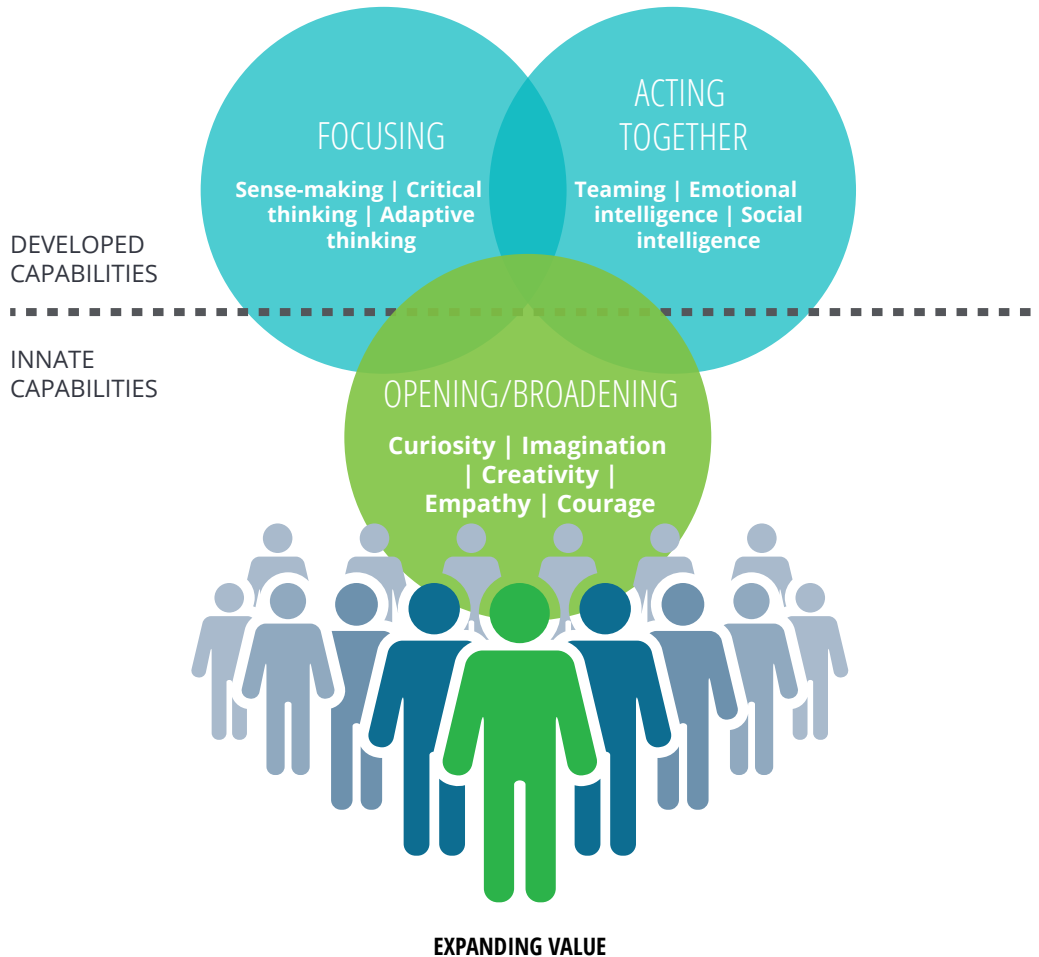 FOCUSING
Sense-making | Critical
thinking | Adaptive
thinking
ACTING
TOGETHER
Teaming | Emotional
intelligence | Social
intelligence
DEVELOPED
CAPABILITIES
INNATE
CAPABILITIES
OPENING/BROADENING
Curiosity | Imagination
| Creativity |
Empathy | Courage
EXPANDING VALUE